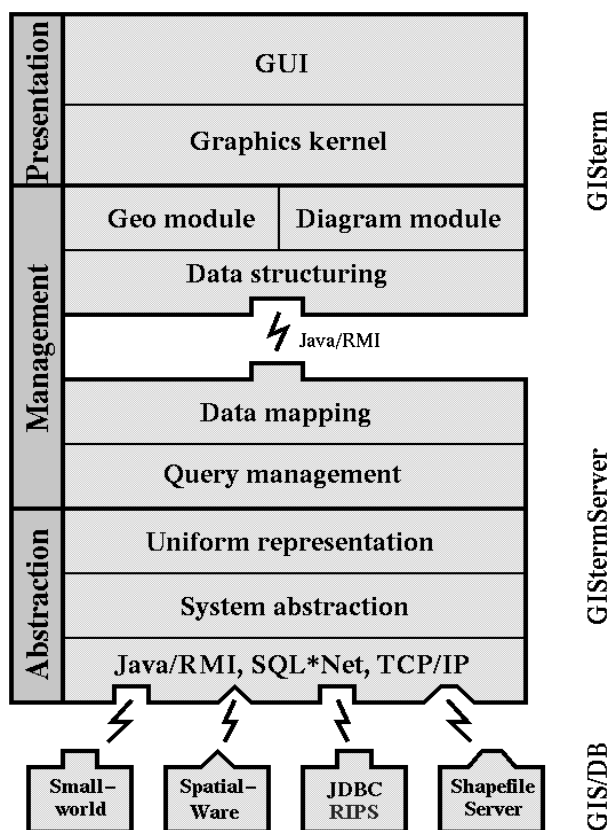 Presentation
GUI
Graphics kernel
GISterm
Management
Geo module
Diagram module
Data structuring
Java/RMI
Data mapping
Query management
GIStermServer
Abstraction
Uniform representation
System abstraction
Java/RMI, SQL*Net, TCP/IP
GIS/DB
Small-
world
Spatial-
Ware
JDBC
RIPS
Shapefile
Server